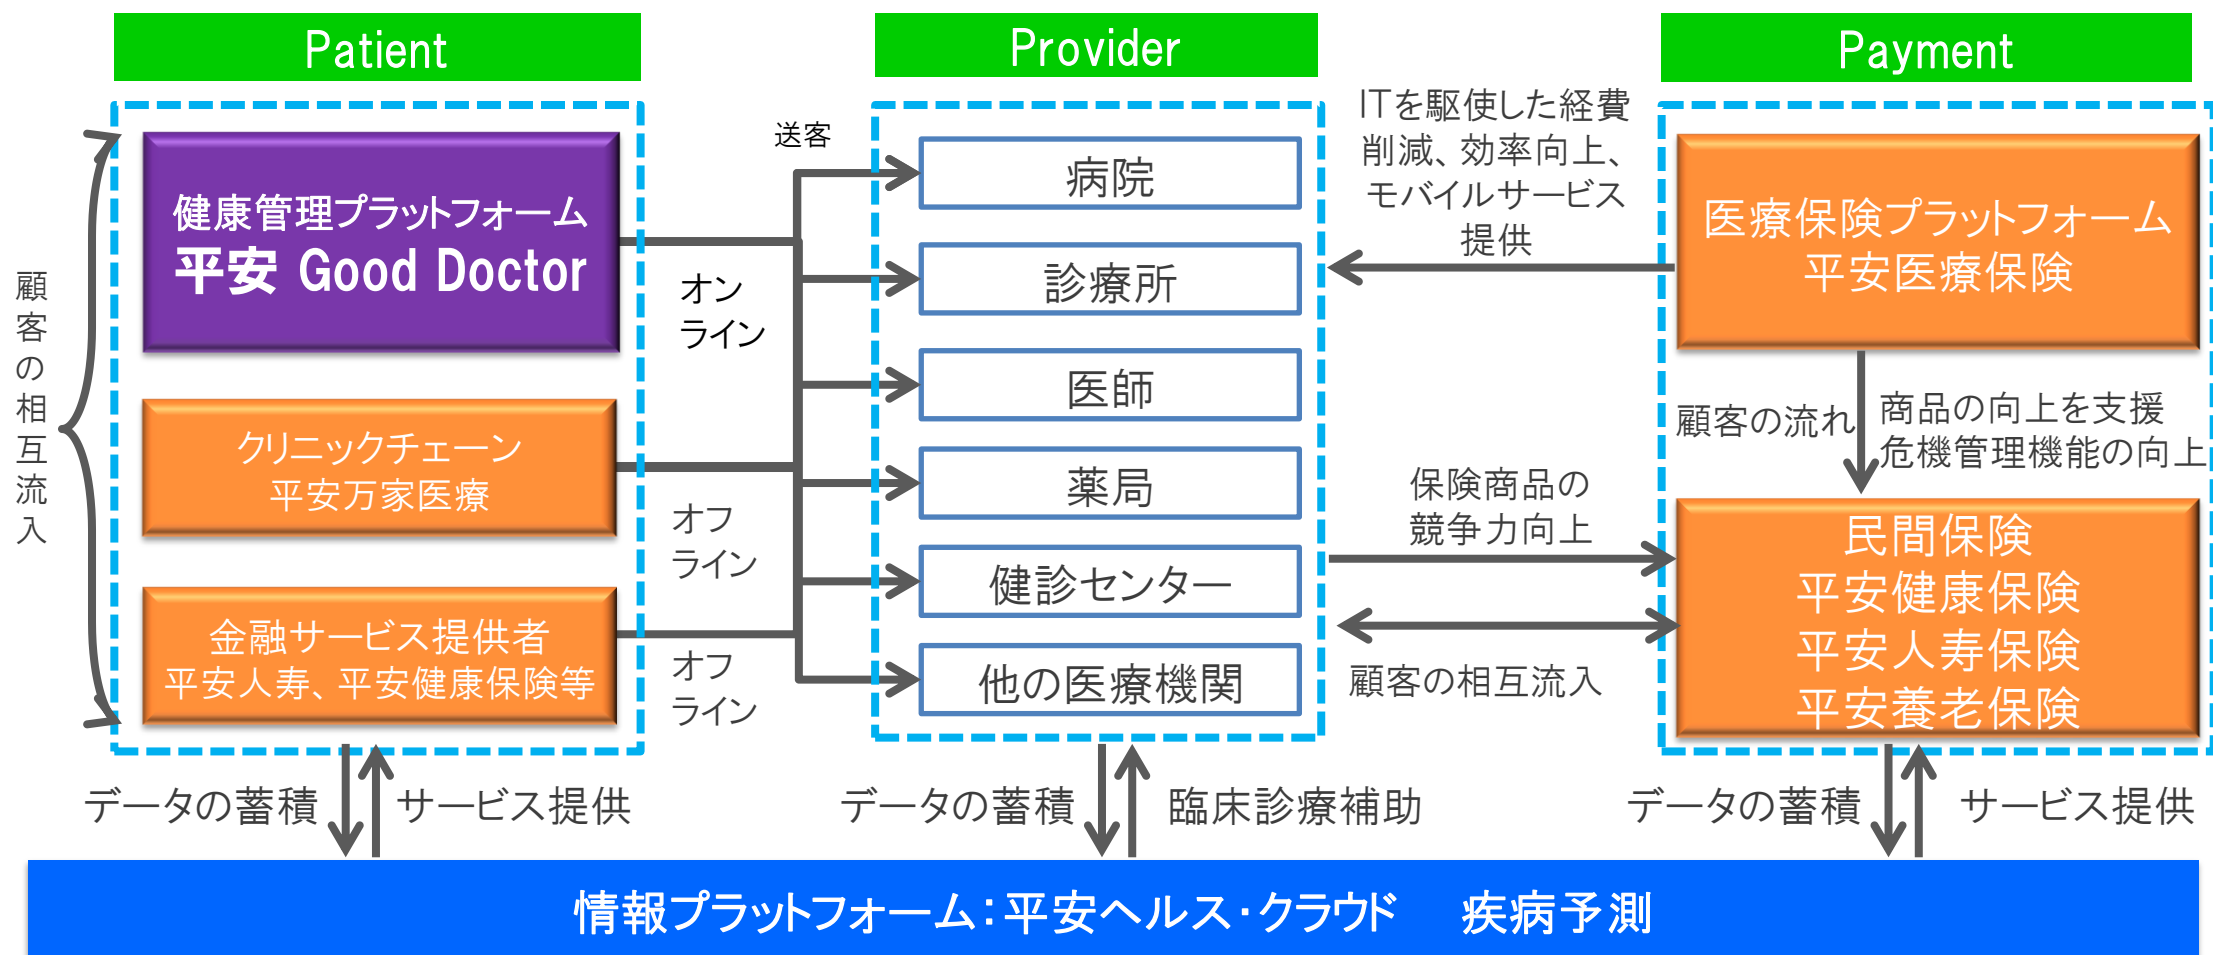 Patient
Provider
Payment
顧客の相互流入
健康管理プラットフォーム
平安 Good Doctor
クリニックチェーン
平安万家医療
金融サービス提供者
平安人寿、平安健康保険等
送客
オン
ライン
オフ
ライン
オフ
ライン
病院
診療所
医師
薬局
健診センター
他の医療機関
ITを駆使した経費
削減、効率向上、
モバイルサービス
提供
保険商品の
競争力向上
顧客の相互流入
医療保険プラットフォーム
平安医療保険
顧客の流れ
商品の向上を支援
危機管理機能の向上
民間保険
平安健康保険
平安人寿保険
平安養老保険
データの蓄積
サービス提供
データの蓄積
臨床診療補助
データの蓄積
サービス提供
情報プラットフォーム：平安ヘルス・クラウド　疾病予測